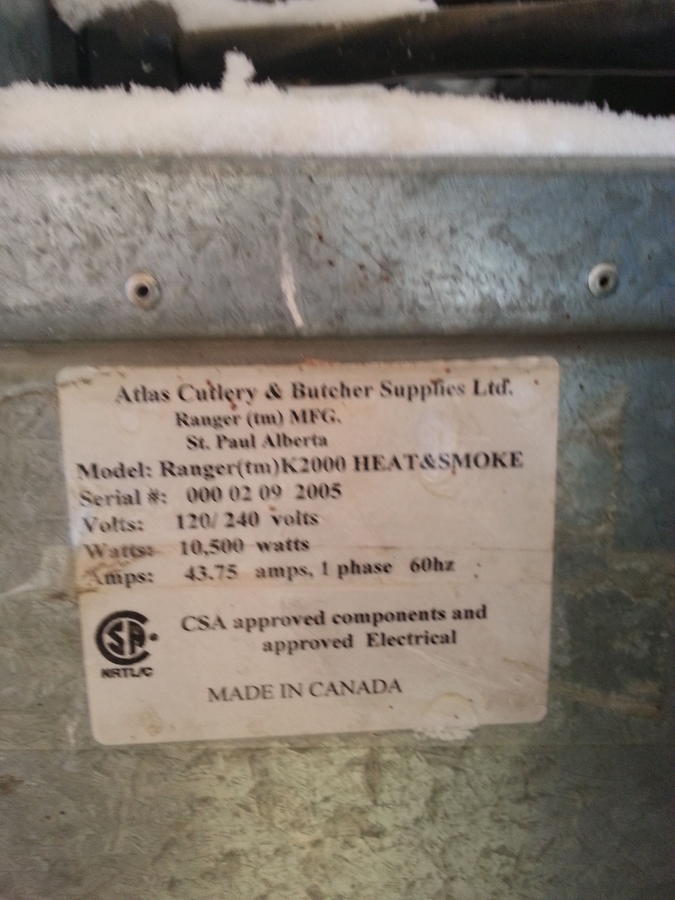 Atlas Cutlery & Butcher Supplies Ltd.
Ranger (tm) MFG.
St. Paul Alberta
Model: Ranger(tm)K2000 HEAT&SMOKE
Serial #: 000 02 09 2005
Volts: 120/ 240 volts
Watts: 10,500 watts
Amps: 43.75 amps, 1 phase 60hz
CSA approved components and
approved Electrical
NRTL/C
MADE IN CANADA